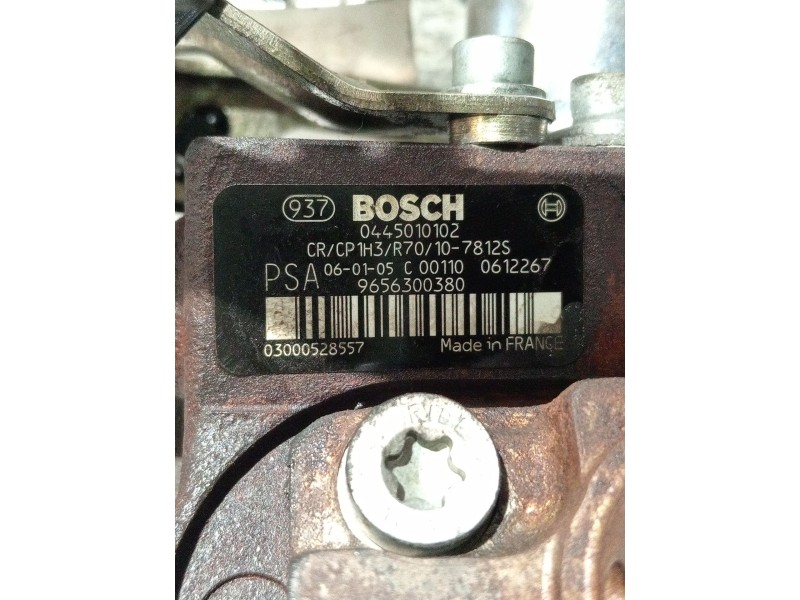 937 BOSCH
0445010102
CR/CP1H3/R70/10-7812S
PSA 06-01-05 C 00110 0612267
9656300380
03000528557 Made in FRANCE